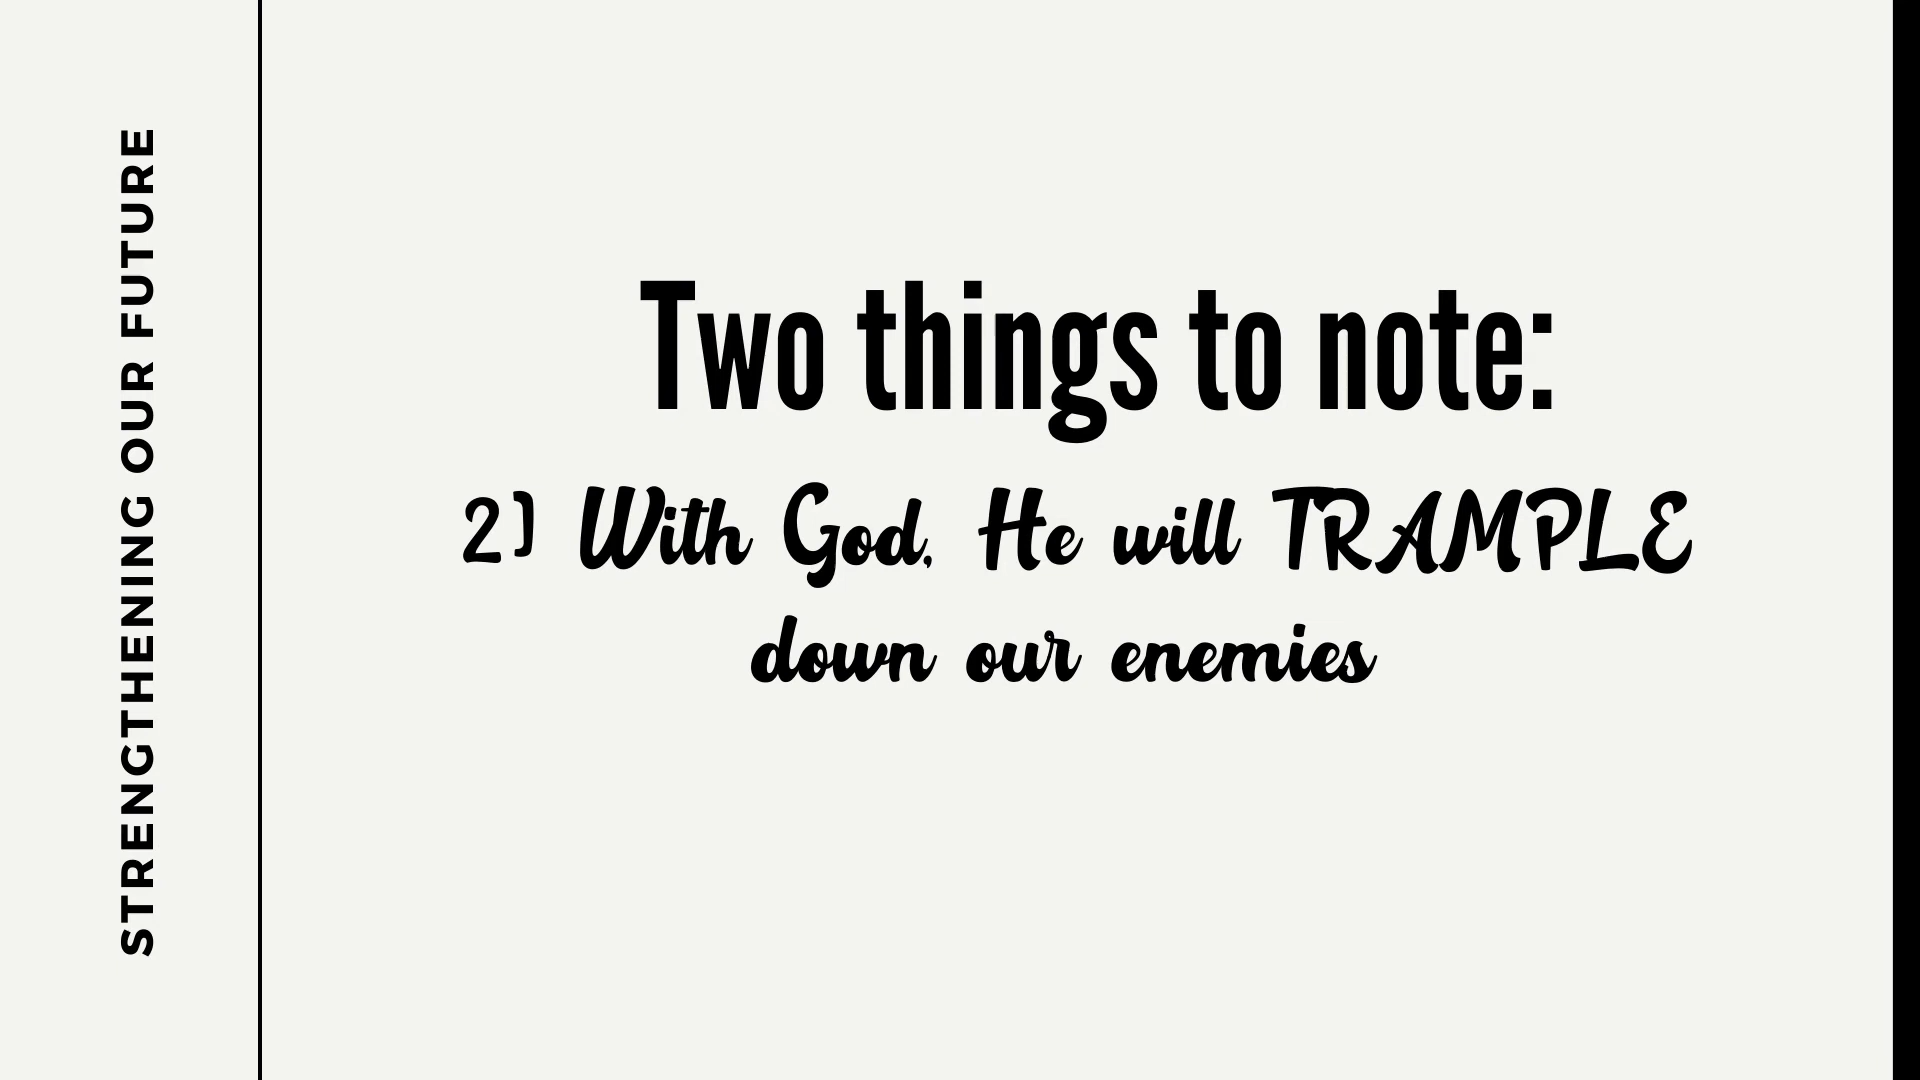 STRENGTHENING OUR FUTURE
Two things to note:
2) With God, He will TRAMPLE
down our enemies